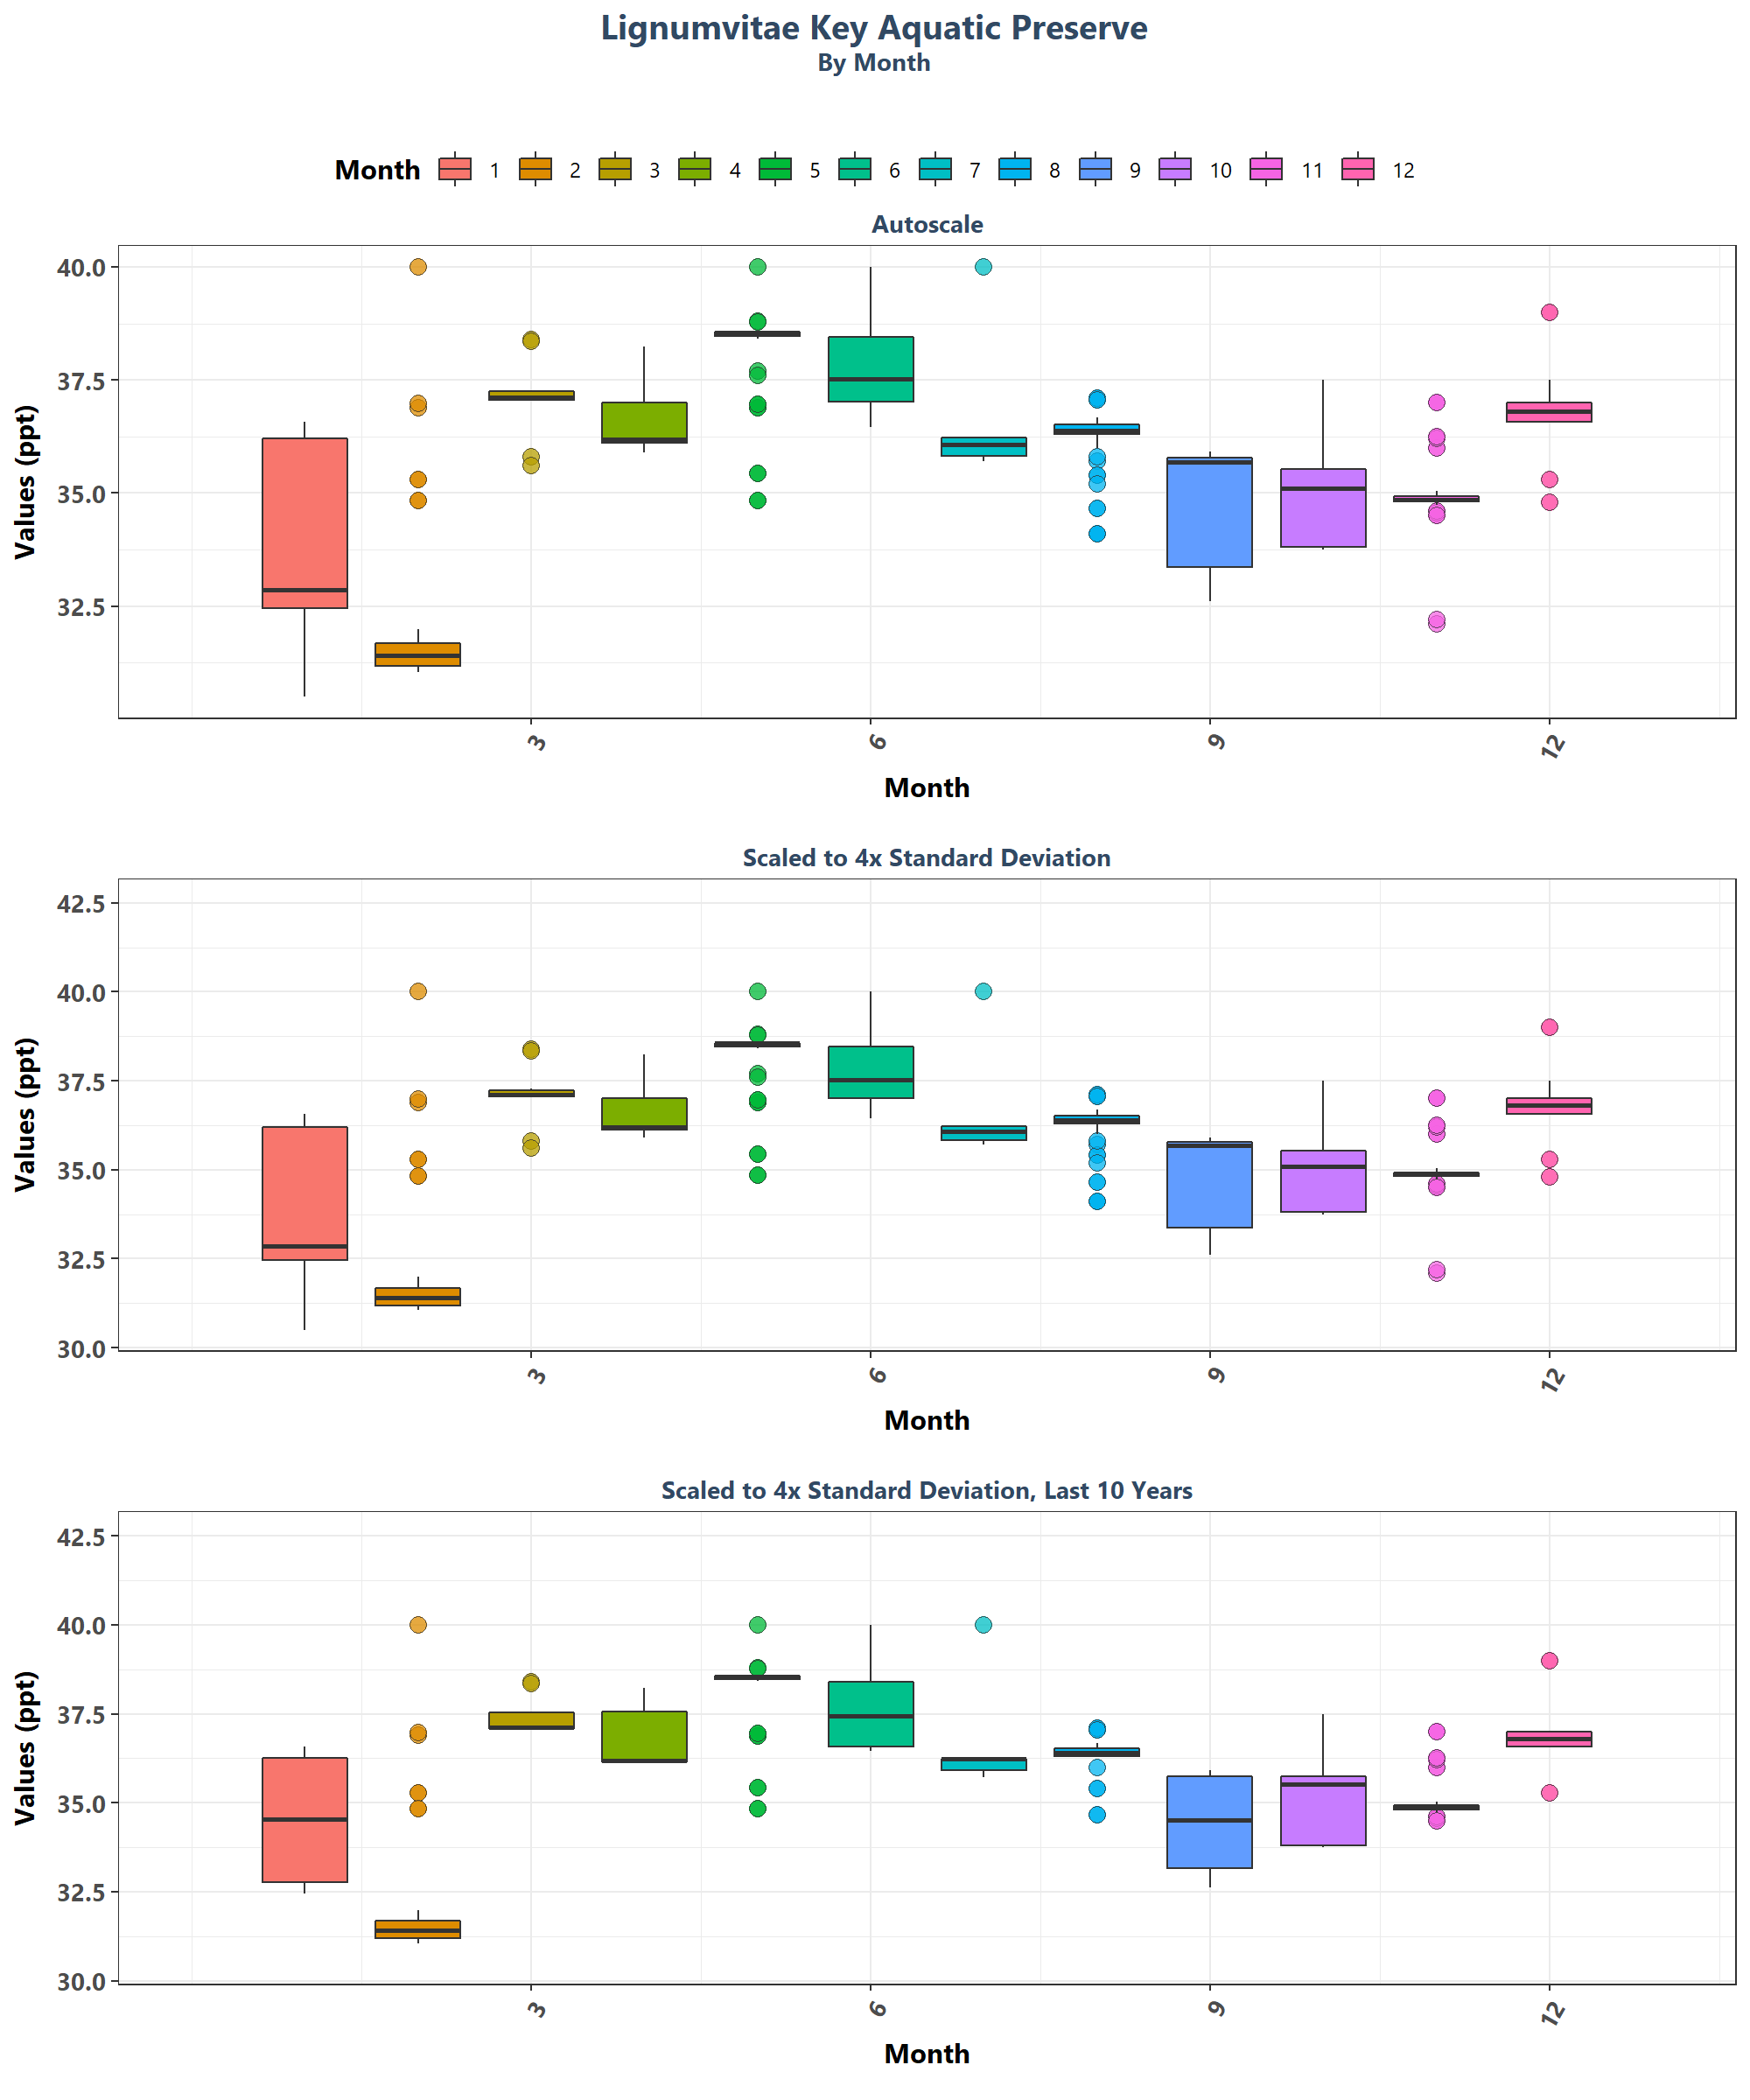 Lignumvitae Key Aquatic Preserve
By Month
Month 1 2 3 4 5 6 7 8 9 10 11 12
Autoscale
Values (ppt)
40.0
37.5
35.0
32.5
3 6 9 12
Month
Scaled to 4x Standard Deviation
Values (ppt)
42.5
40.0
37.5
35.0
32.5
30.0
3 6 9 12
Month
Scaled to 4x Standard Deviation, Last 10 Years
Values (ppt)
42.5
40.0
37.5
35.0
32.5
30.0
3 6 9 12
Month